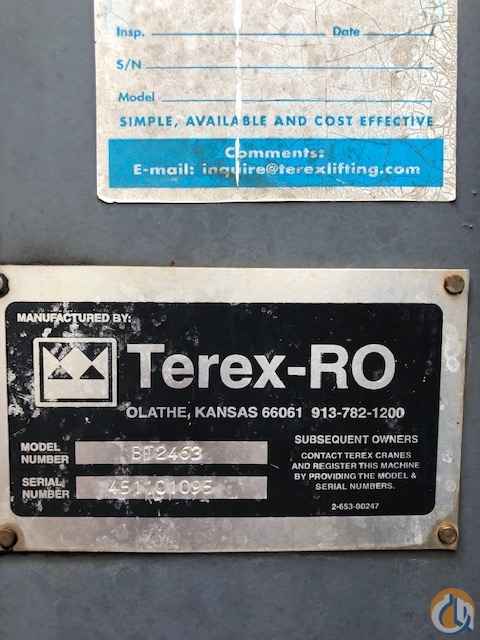 Insp. Date
S/N
Model
SIMPLE, AVAILABLE AND COST EFFECTIVE
Comments:
E-mail: inquire@terexlifting.com
MANUFACTURED BY:
Terex-RO
OLATHE, KANSAS 66061 913-782-1200
MODEL NUMBER BT2463
SERIAL NUMBER 451101095
SUBSEQUENT OWNERS
CONTACT TEREX CRANES
AND REGISTER THIS MACHINE
BY PROVIDING THE MODEL &
SERIAL NUMBERS.
2-653-00247